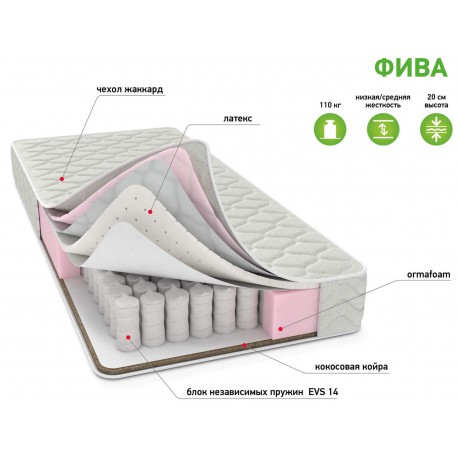 ФИВА
чехол жаккард
латекс
110 кг
низкая/средняя
жесткость
20 см
высота
ormafoam
кокосовая койра
блок независимых пружин EVS 14